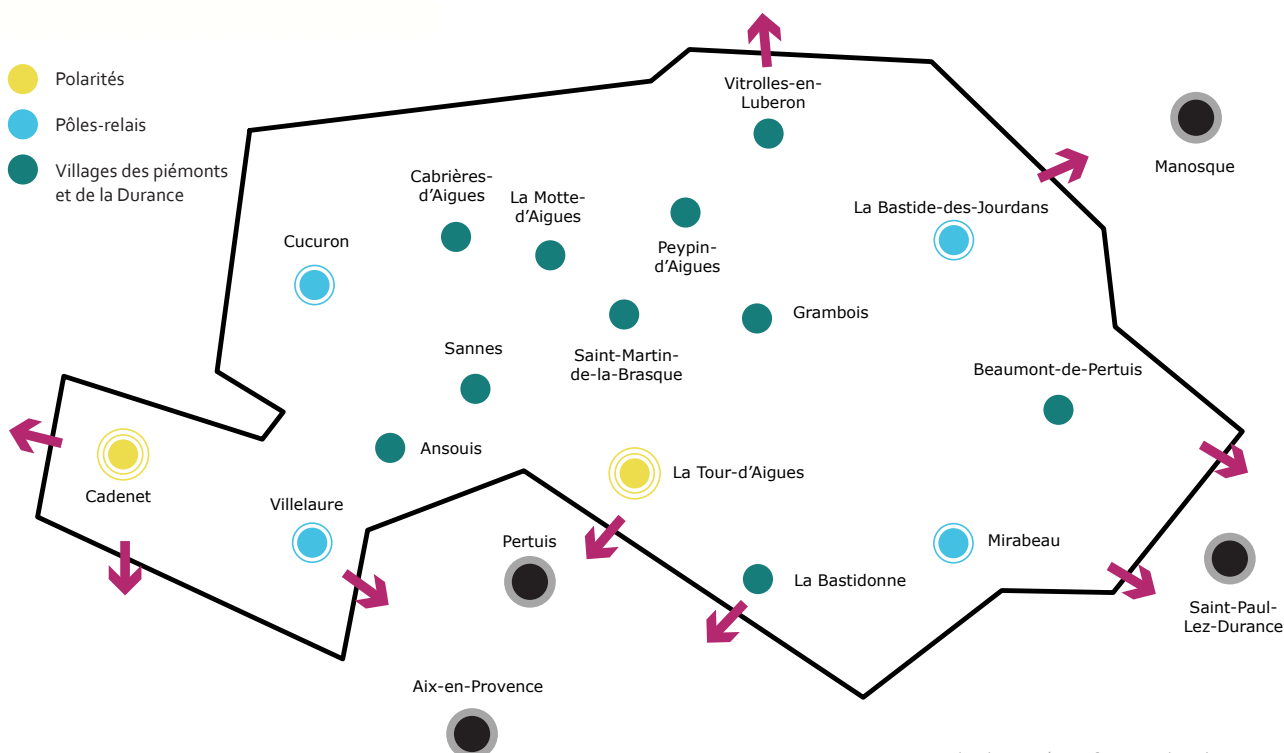 Polarités
Pôles-relais
Villages des piémonts
et de la Durance
Vitrolles-en-
Luberon
Manosque
Cabrières-
d'Aigues
La Motte-
d'Aigues
La Bastide-des-Jourdans
Cucuron
Peypin-
d'Aigues
Grambois
Sannes
Saint-Martin-
de-la-Brasque
Beaumont-de-Pertuis
Ansouis
La Tour-d'Aigues
Cadenet
Villelaure
Pertuis
Mirabeau
La Bastidonne
Saint-Paul-
Lez-Durance
Aix-en-Provence